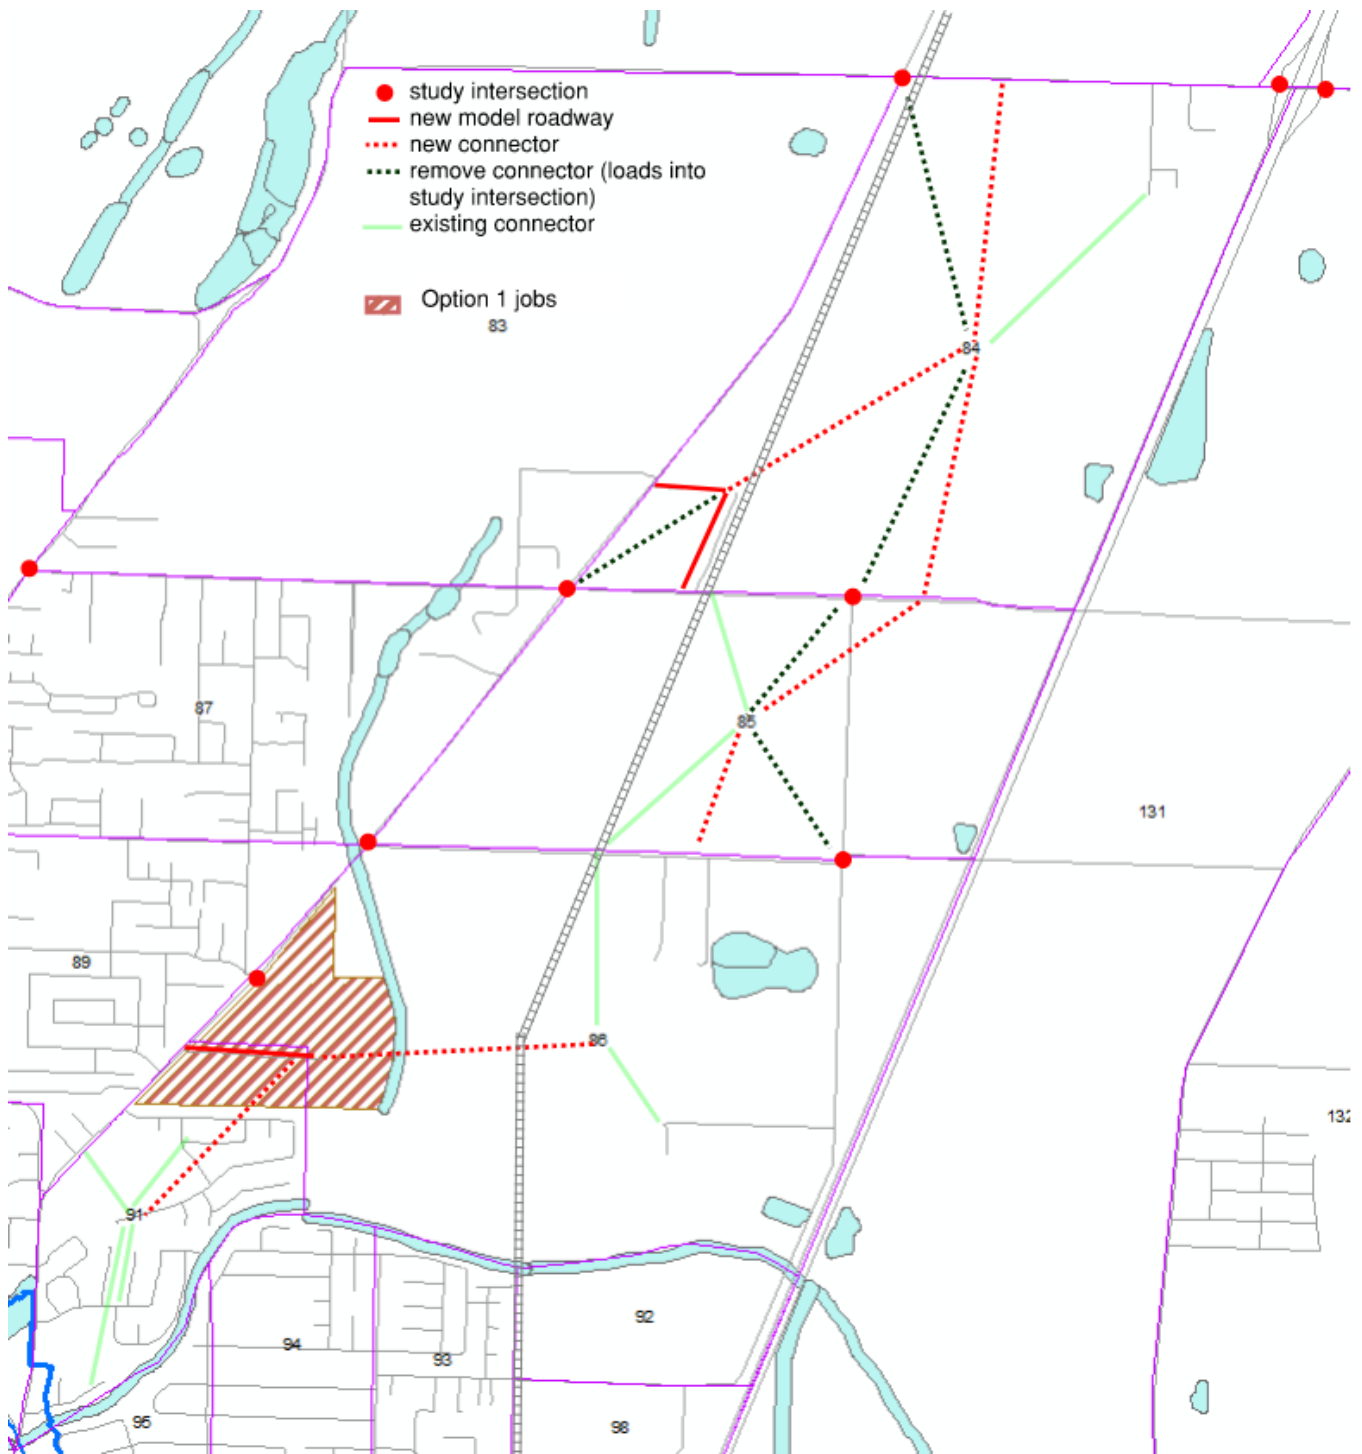 study intersection
new model roadway
new connector
remove connector (loads into
study intersection)
existing connector
Option 1 jobs
83
84
87
85
131
89
86
132
91
92
94
93
95
98